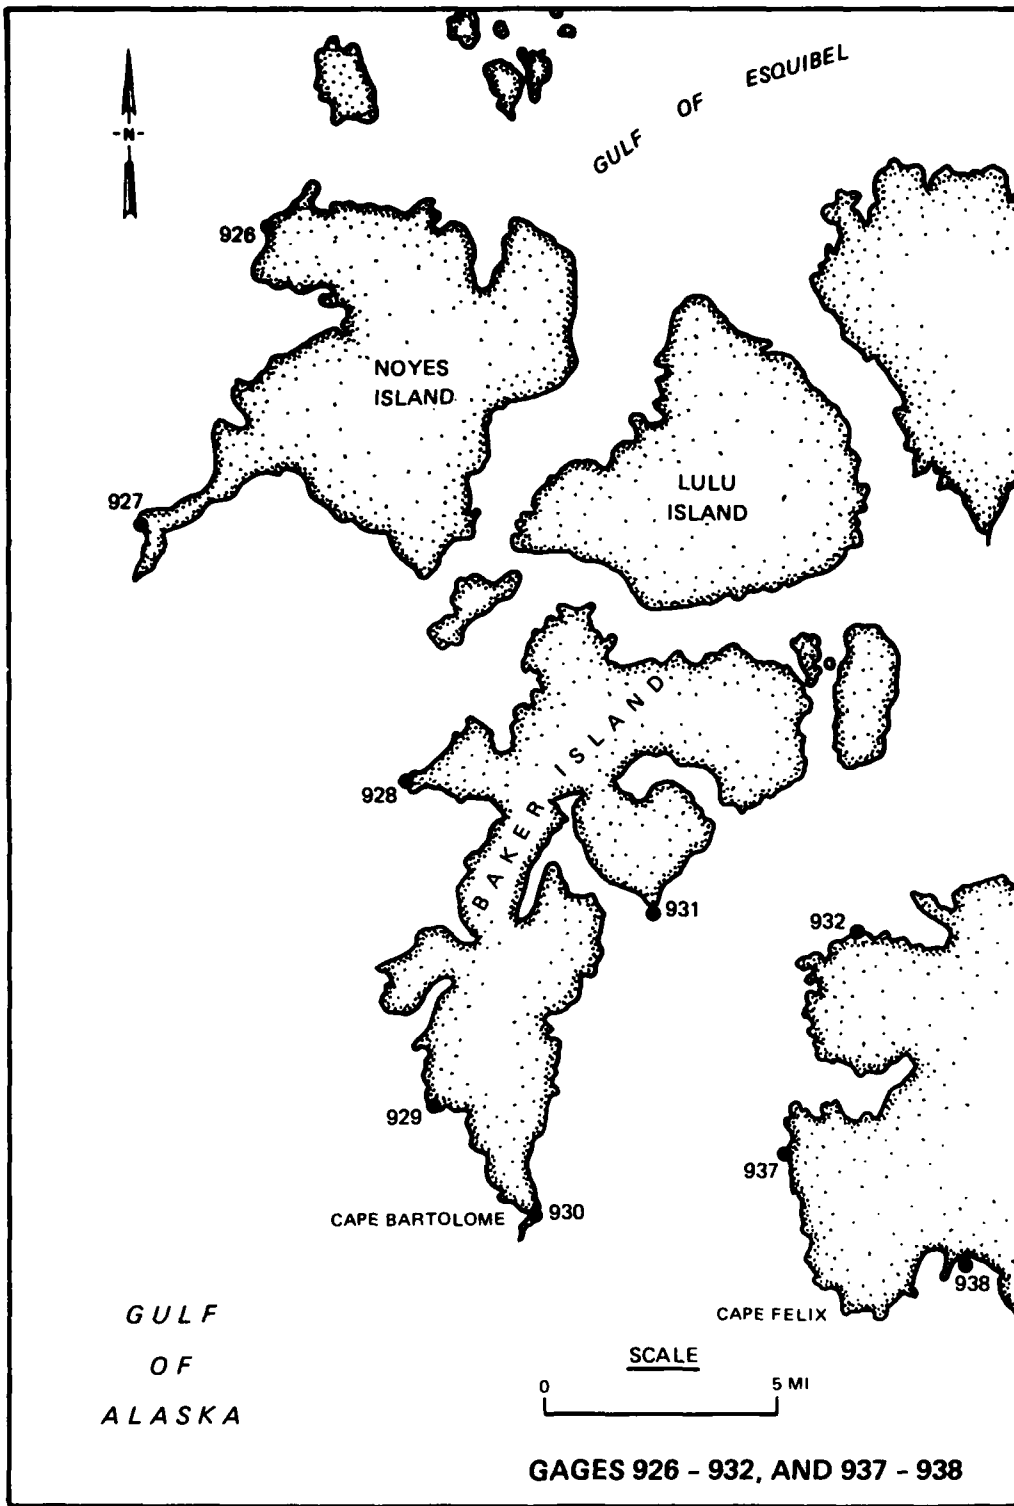 GULF OF ESQUIBEL
-N-
926
NOYES
ISLAND
LULU
ISLAND
927
BAKER ISLAND
928
931
932
929
937
CAPE BARTOLOME
930
938
GULF
OF
ALASKA
CAPE FELIX
SCALE
0 5 MI
GAGES 926 – 932, AND 937 – 938